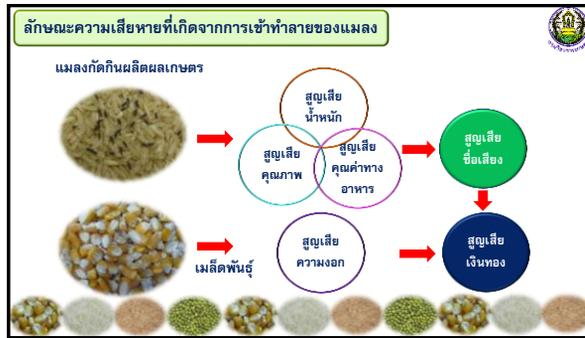 ลักษณะความเสียหายที่เกิดจากการเข้าทำลายของแมลง
แมลงกัดกินผลิตผลเกษตร
สูญเสีย
น้ำหนัก
สูญเสีย
คุณภาพ
สูญเสีย
คุณค่าทาง
อาหาร
สูญเสีย
ชื่อเสียง
เมล็ดพันธุ์
สูญเสีย
ความงอก
สูญเสีย
เงินทอง